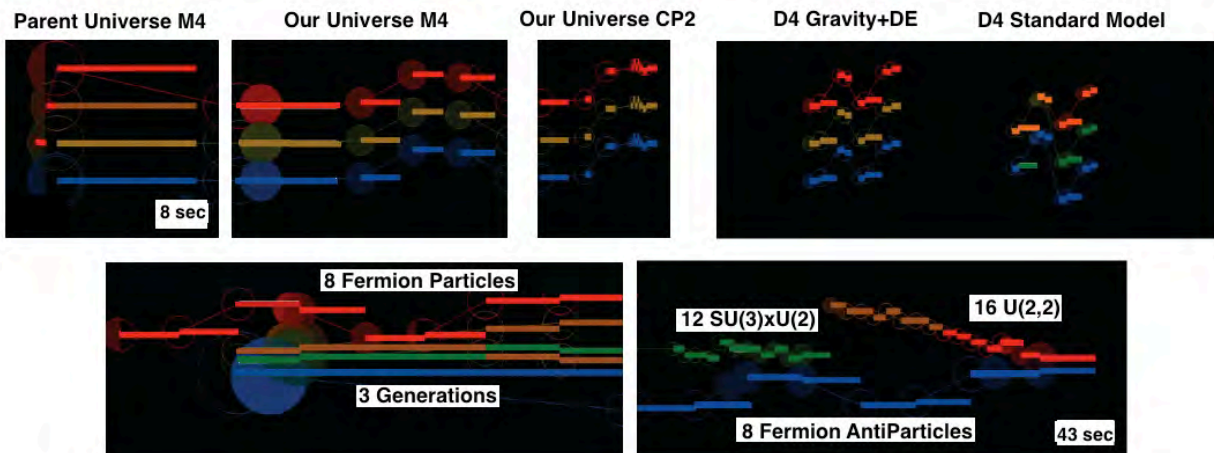 Parent Universe M4
Our Universe M4
Our Universe CP2
D4 Gravity+DE
D4 Standard Model
8 sec
8 Fermion Particles
3 Generations
12 SU(3)xU(2)
16 U(2,2)
8 Fermion AntiParticles
43 sec